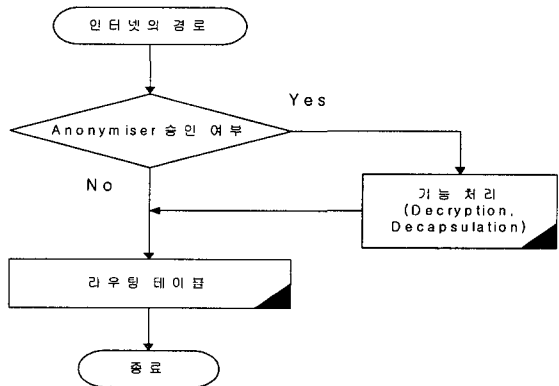 인터넷의 경로
Yes
Anonymiser 승인 여부
No
기능 처리
(Decryption,
Decapsulation)
라우팅 테이블
종료